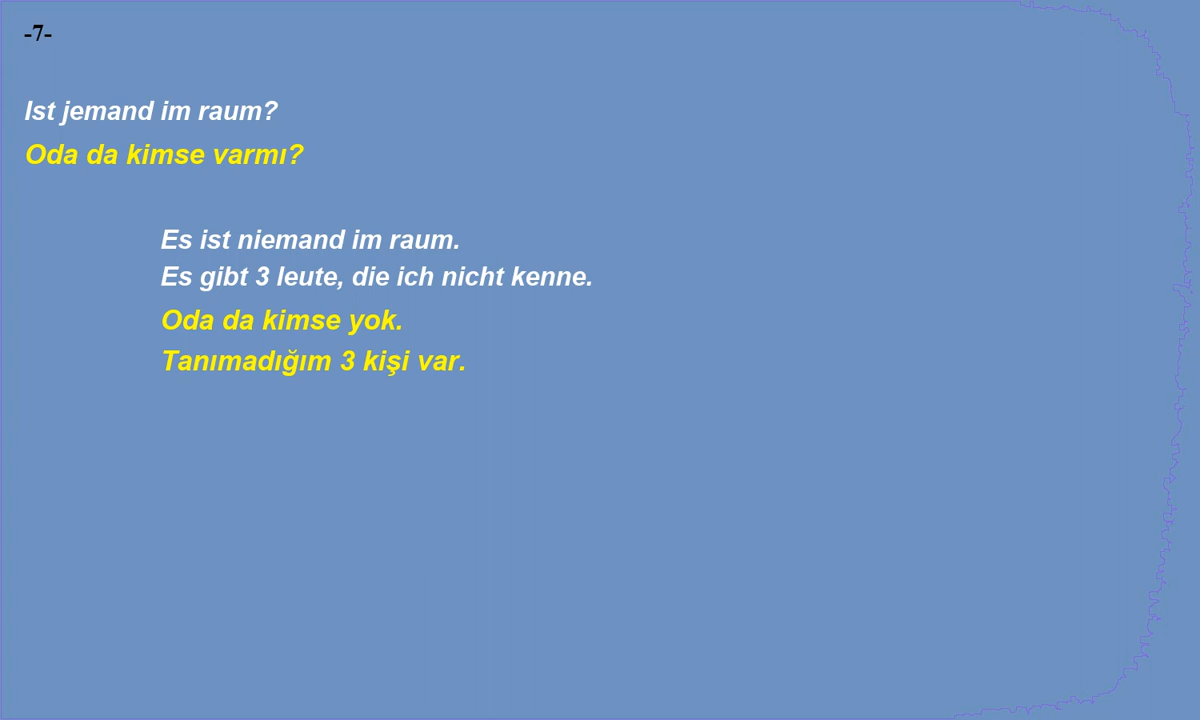 -7-
Ist jemand im raum?
Oda da kimse varmı?
Es ist niemand im raum.
Es gibt 3 leute, die ich nicht kenne.
Oda da kimse yok.
Tanımadığım 3 kişi var.